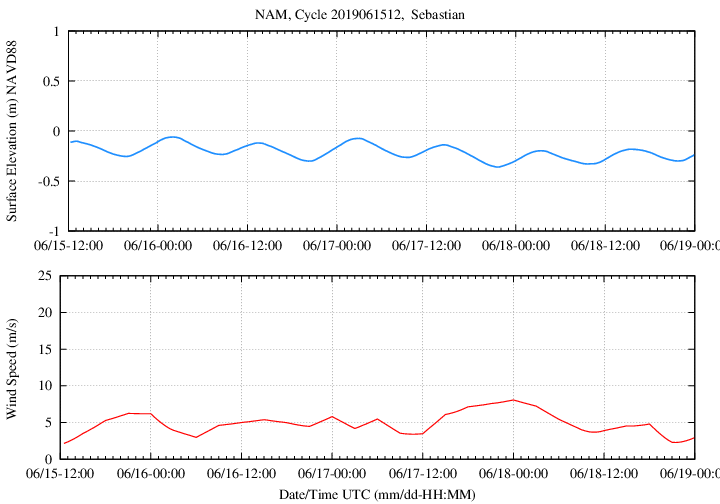 NAM, Cycle 2019061512, Sebastian
Surface Elevation (m) NAVD88
1
0.5
0
-0.5
-1
06/15-12:00 06/16-00:00 06/16-12:00 06/17-00:00 06/17-12:00 06/18-00:00 06/18-12:00 06/19-00:00
Wind Speed (m/s)
25
20
15
10
5
0
06/15-12:00 06/16-00:00 06/16-12:00 06/17-00:00 06/17-12:00 06/18-00:00 06/18-12:00 06/19-00:0
Date/Time UTC (mm/dd-HH:MM)